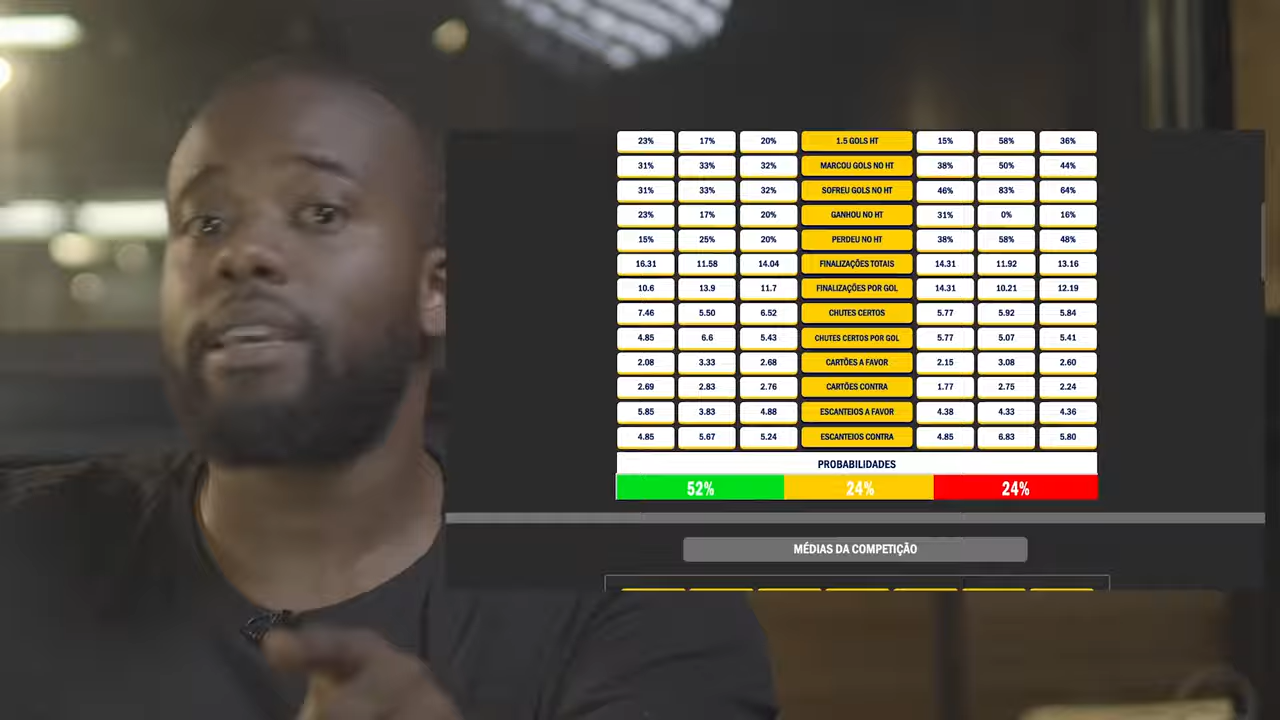 23% 17% 20% 1.5 GOLS HT 15% 58% 36%
31% 33% 32% MARCOU GOLS NO HT 38% 50% 44%
31% 33% 32% SOFREU GOLS NO HT 46% 83% 64%
23% 17% 20% GANHOU NO HT 31% 0% 16%
15% 25% 20% PERDEU NO HT 38% 58% 48%
16.31 11.58 14.04 FINALIZAÇÕES TOTAIS 14.31 11.92 13.16
10.6 13.9 11.7 FINALIZAÇÕES POR GOL 14.31 10.21 12.19
7.46 5.50 6.52 CHUTES CERTOS 5.77 5.92 5.84
4.85 6.6 5.43 CHUTES CERTOS POR GOL 5.77 5.07 5.41
2.08 3.33 2.68 CARTÕES A FAVOR 2.15 3.08 2.60
2.69 2.83 2.76 CARTÕES CONTRA 1.77 2.75 2.24
5.85 3.83 4.88 ESCANTEIOS A FAVOR 4.38 4.33 4.36
4.85 5.67 5.24 ESCANTEIOS CONTRA 4.85 6.83 5.80
PROBABILIDADES
52% 24% 24%
MÉDIAS DA COMPETIÇÃO